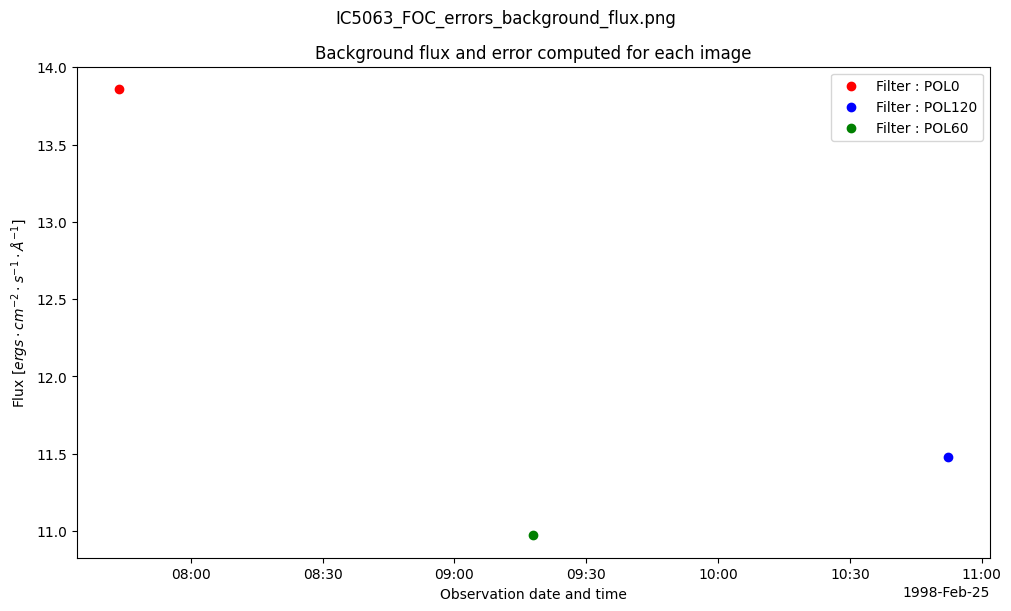 IC5063_FOC_errors_background_flux.png
Background flux and error computed for each image
Filter : POL0
Filter : POL120
Filter : POL60
Flux [ergs · cm⁻² · s⁻¹ · Å⁻¹]
14.0
13.5
13.0
12.5
12.0
11.5
11.0
08:00 08:30 09:00 09:30 10:00 10:30 11:00
1998-Feb-25
Observation date and time